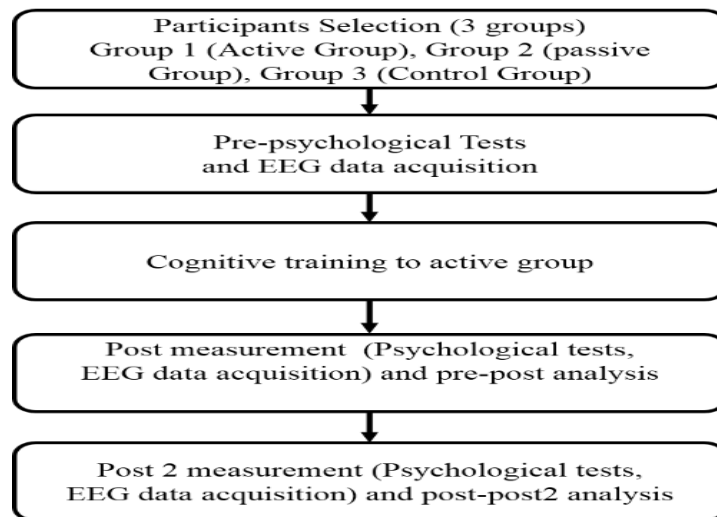 Participants Selection (3 groups)
Group 1 (Active Group), Group 2 (passive
Group), Group 3 (Control Group)
Pre-psychological Tests
and EEG data acquisition
Cognitive training to active group
Post measurement (Psychological tests,
EEG data acquisition) and pre-post analysis
Post 2 measurement (Psychological tests,
EEG data acquisition) and post-post2 analysis